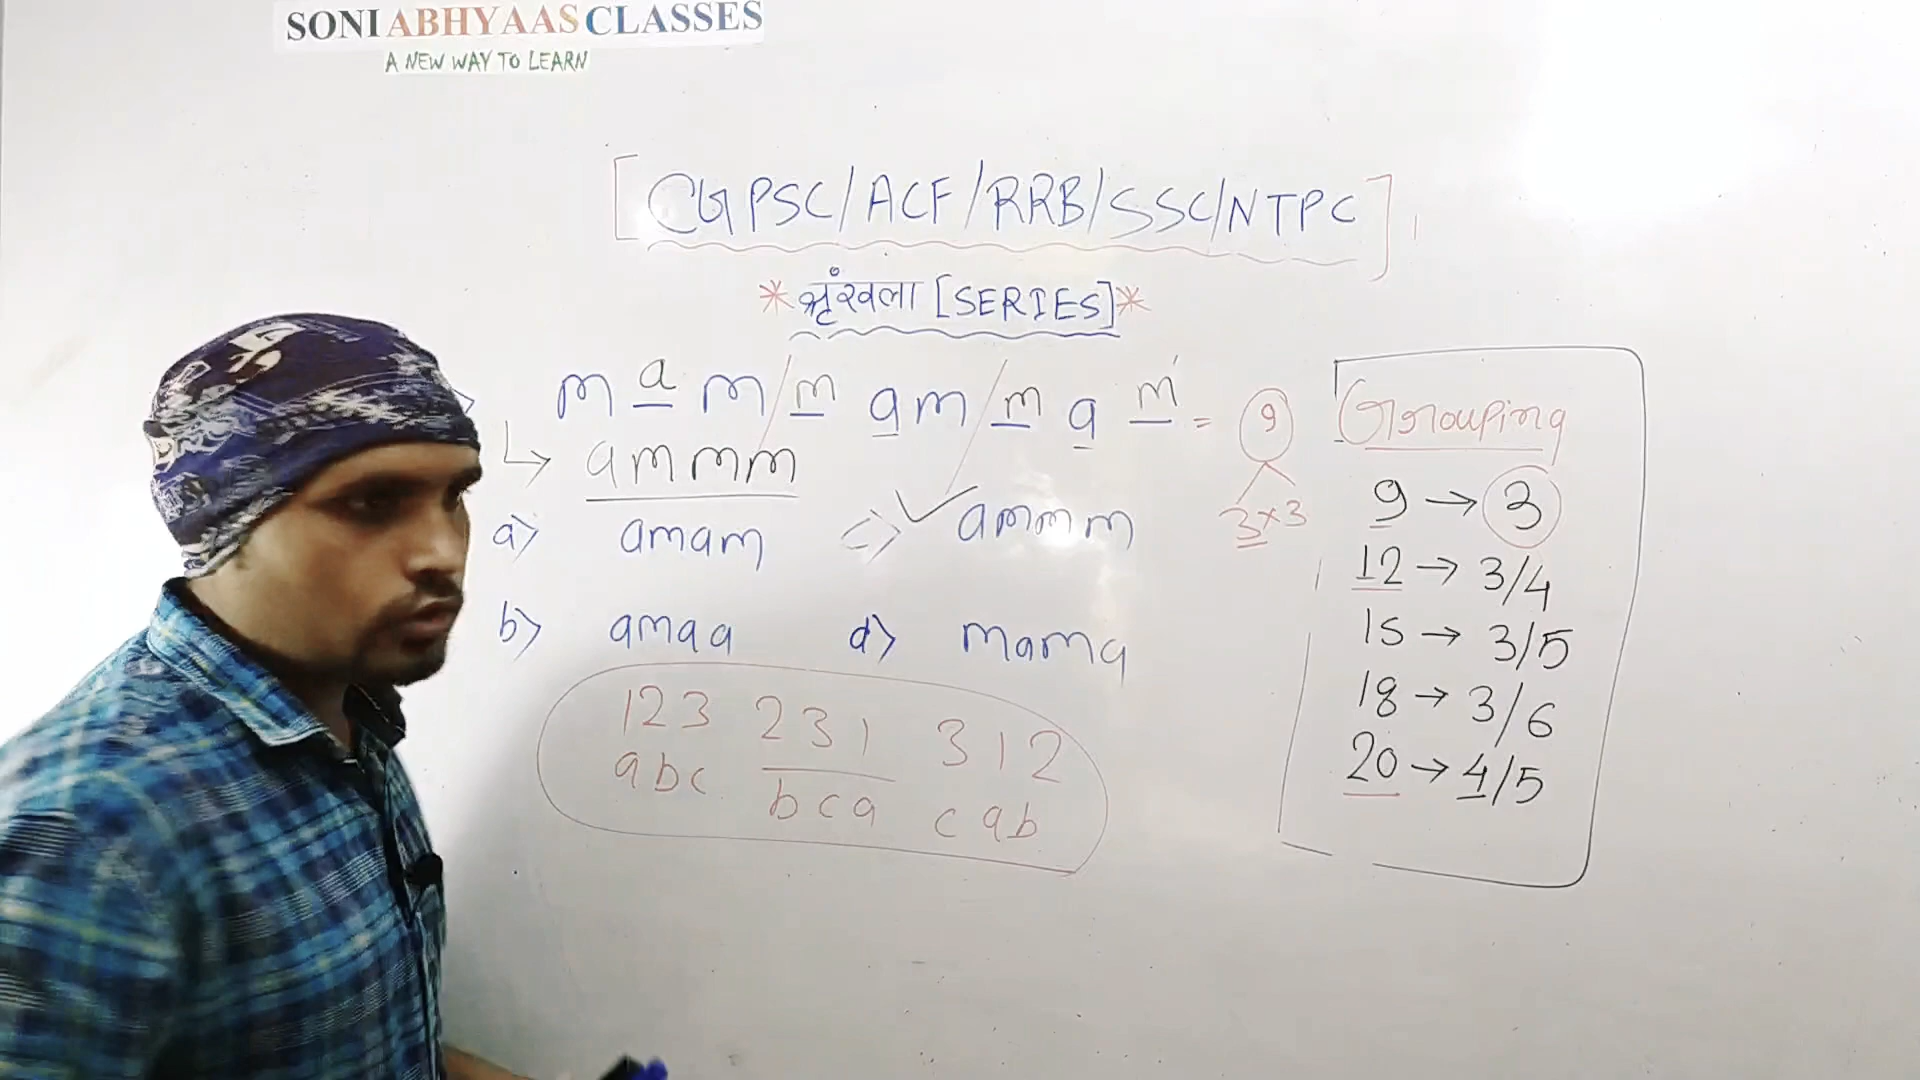 SONI ABHYAAS CLASSES
A NEW WAY TO LEARN
[CGPSC/ACF/RRB/SSC/NTPC]
*श्रृंखला [SERIES]*
m a m / m a m / m a m = 9
3×3
↳ ammm
a) amam c) ✓ ammm
b) amaa d) mama
123 231 312
abc bca cab
Grouping
9 → 3
12 → 3/4
15 → 3/5
18 → 3/6
20 → 4/5